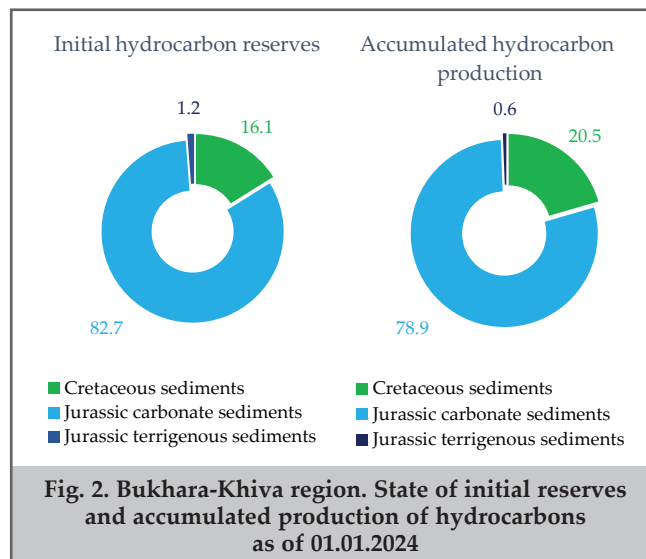 Initial hydrocarbon reserves
1.2
16.1
82.7
Cretaceous sediments
Jurassic carbonate sediments
Jurassic terrigenous sediments
Accumulated hydrocarbon
production
0.6
20.5
78.9
Cretaceous sediments
Jurassic carbonate sediments
Jurassic terrigenous sediments
Fig. 2. Bukhara-Khiva region. State of initial reserves
and accumulated production of hydrocarbons
as of 01.01.2024